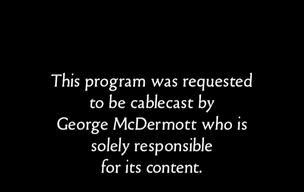 This program was requested
to be cablecast by
George McDermott who is
solely responsible
for its content.